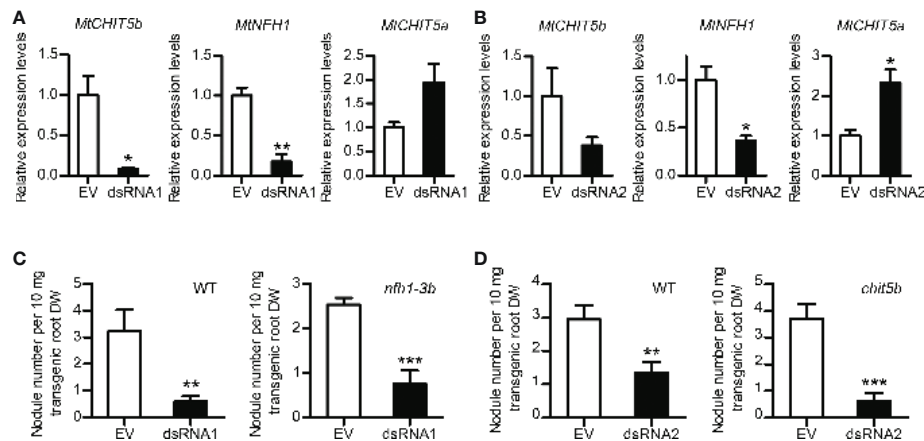 A
MtCHIT5b
Relative expression levels
1.5
1.0
0.5
0.0
*
EV dsRNA1
MtNFH1
Relative expression levels
1.5
1.0
0.5
0.0
**
EV dsRNA1
MtCHIT5a
Relative expression levels
2.5
2.0
1.5
1.0
0.5
0.0
EV dsRNA1
B
MtCHIT5b
Relative expression levels
1.5
1.0
0.5
0.0
EV dsRNA2
MtNFH1
Relative expression levels
1.5
1.0
0.5
0.0
*
EV dsRNA2
MtCHIT5a
Relative expression levels
3
2
1
0
*
EV dsRNA2
C
Nodule number per 10 mg
transgenic root DW
WT
5
4
3
2
1
0
**
EV dsRNA1
Nodule number per 10 mg
transgenic root DW
nfh1-3b
3
2
1
0
***
EV dsRNA1
D
Nodule number per 10 mg
transgenic root DW
WT
5
4
3
2
1
0
**
EV dsRNA2
Nodule number per 10 mg
transgenic root DW
chit5b
5
4
3
2
1
0
***
EV dsRNA2